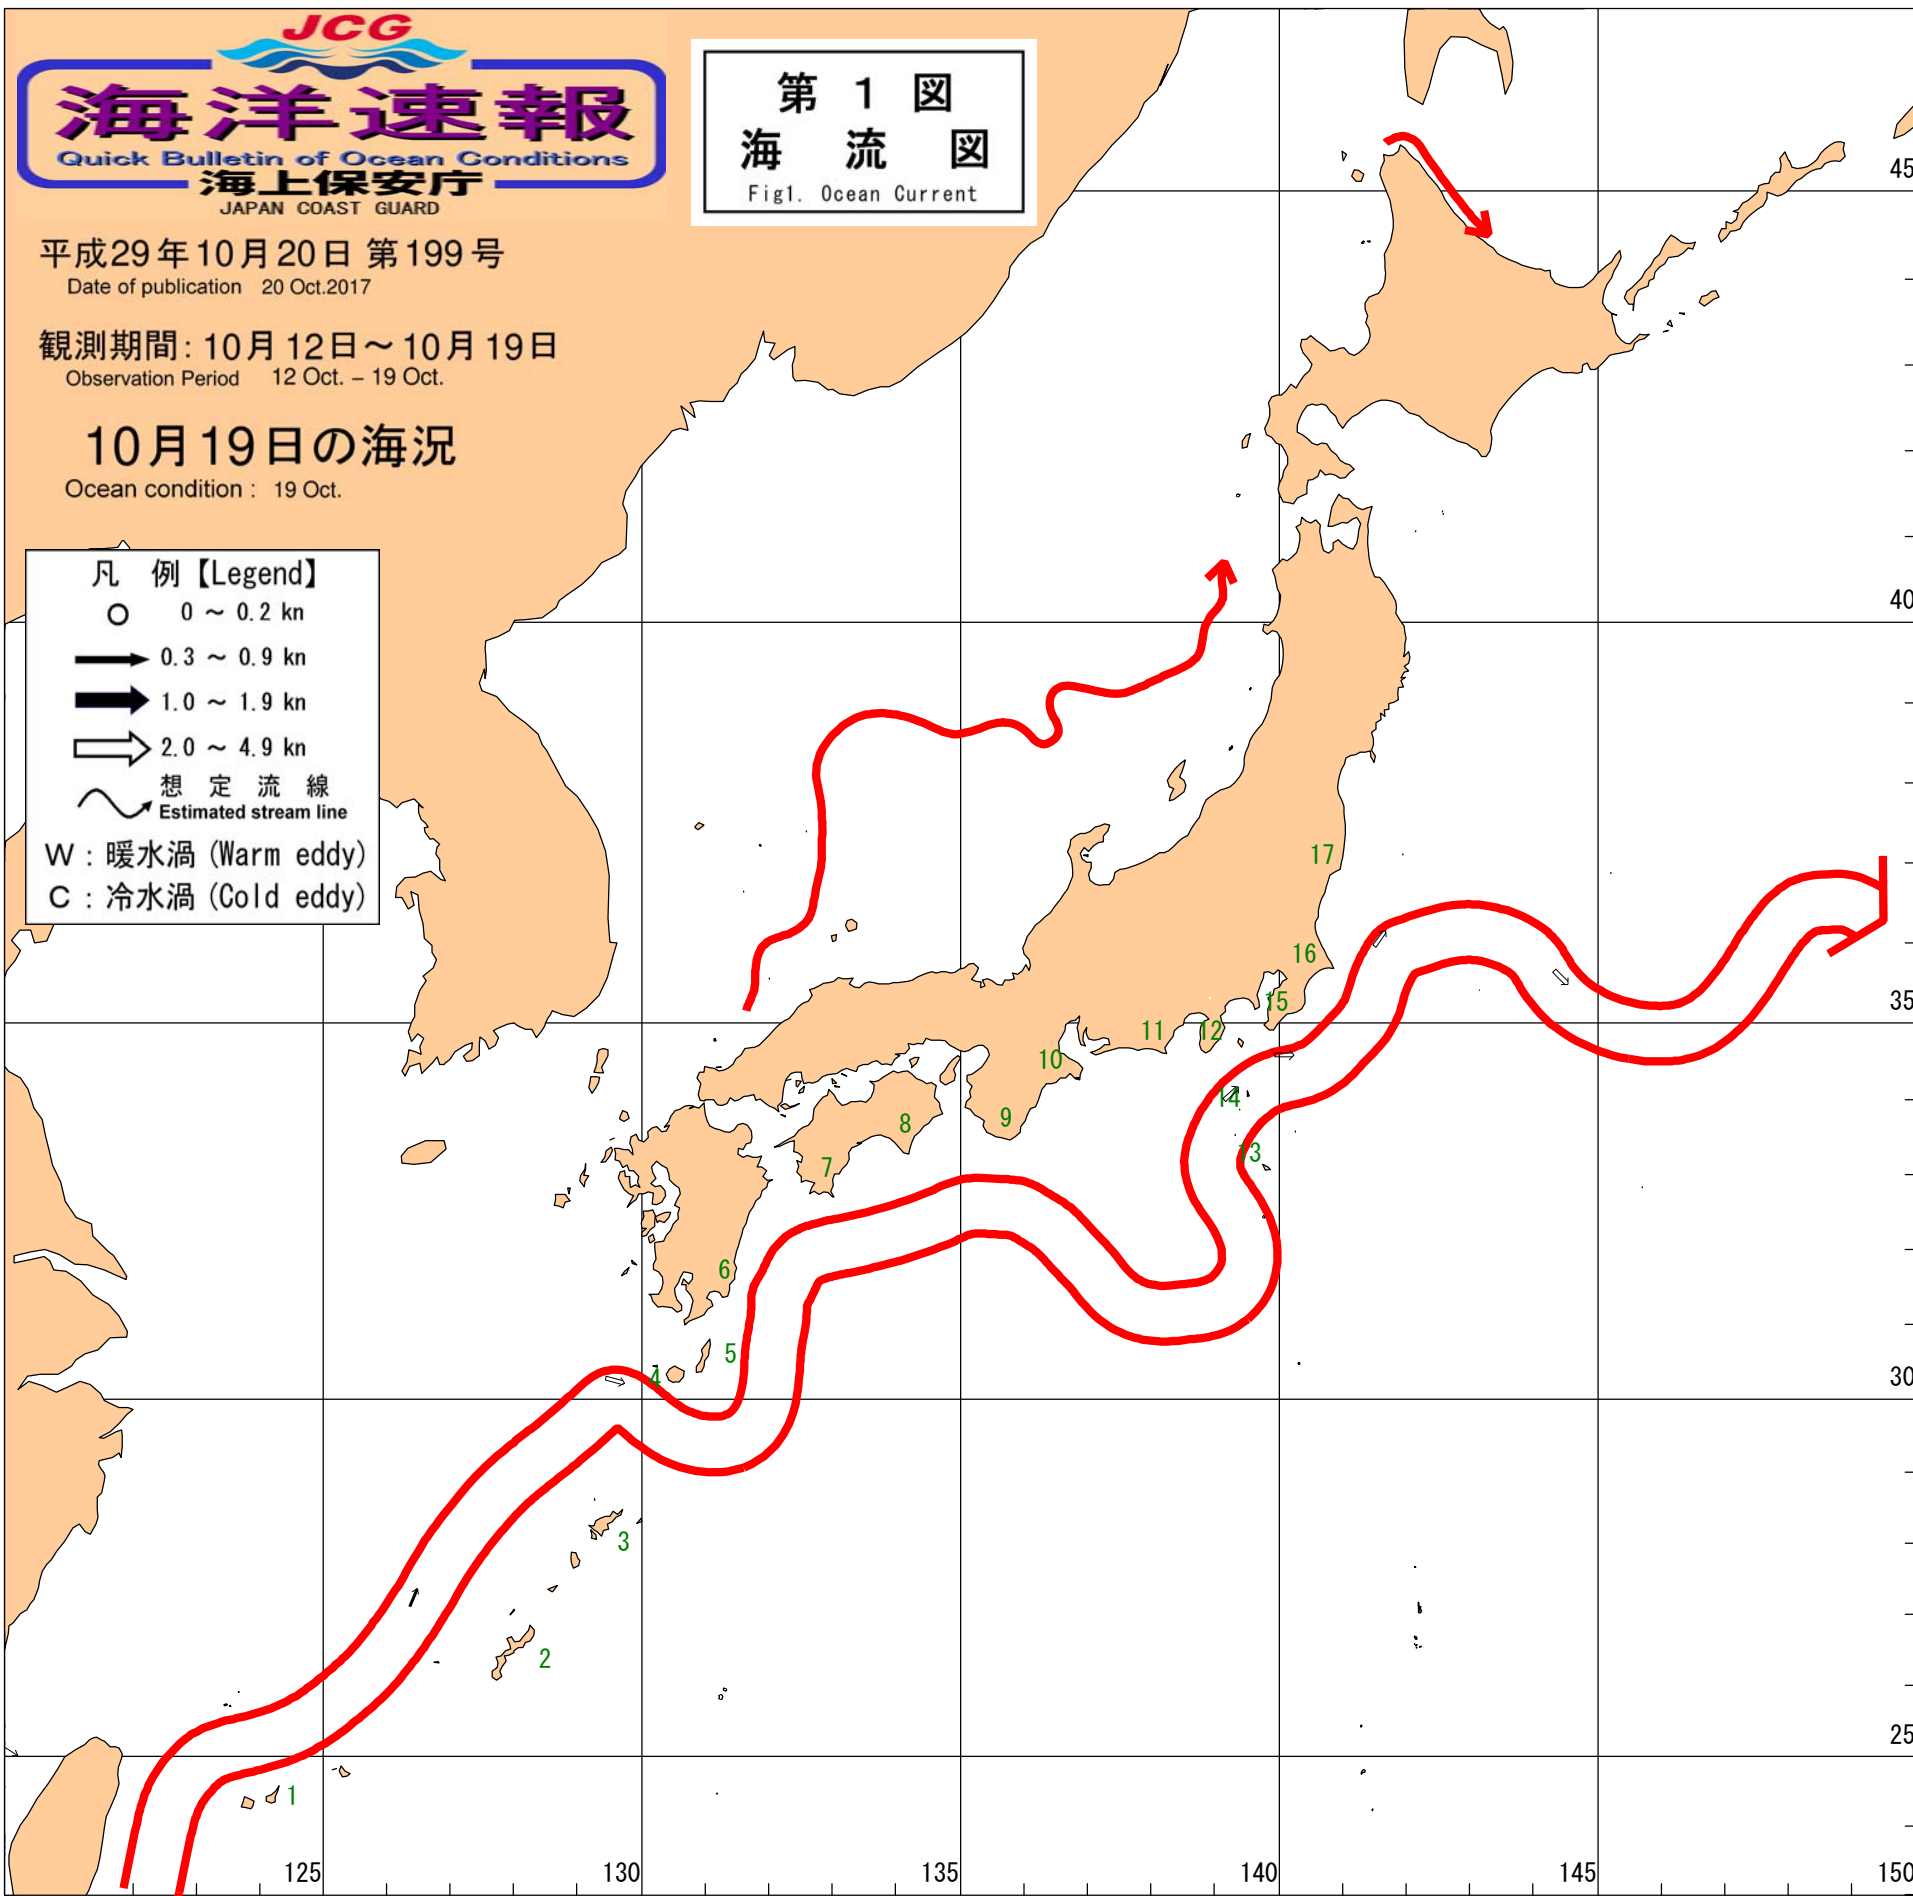 JCG
海洋速報
Quick Bulletin of Ocean Conditions
海上保安庁
JAPAN COAST GUARD
第 1 図
海 流 図
Fig1. Ocean Current
平成29年10月20日 第199号
Date of publication 20 Oct.2017
観測期間: 10月12日～10月19日
Observation Period 12 Oct. – 19 Oct.
10月19日の海況
Ocean condition : 19 Oct.
凡 例【Legend】
0 ～ 0.2 kn
0.3 ～ 0.9 kn
1.0 ～ 1.9 kn
2.0 ～ 4.9 kn
想 定 流 線
Estimated stream line
W : 暖水渦 (Warm eddy)
C : 冷水渦 (Cold eddy)
45
40
17
16
35
15
11
12
10
14
9
8
13
7
6
5
4
30
3
2
25
1
125
130
135
140
145
150